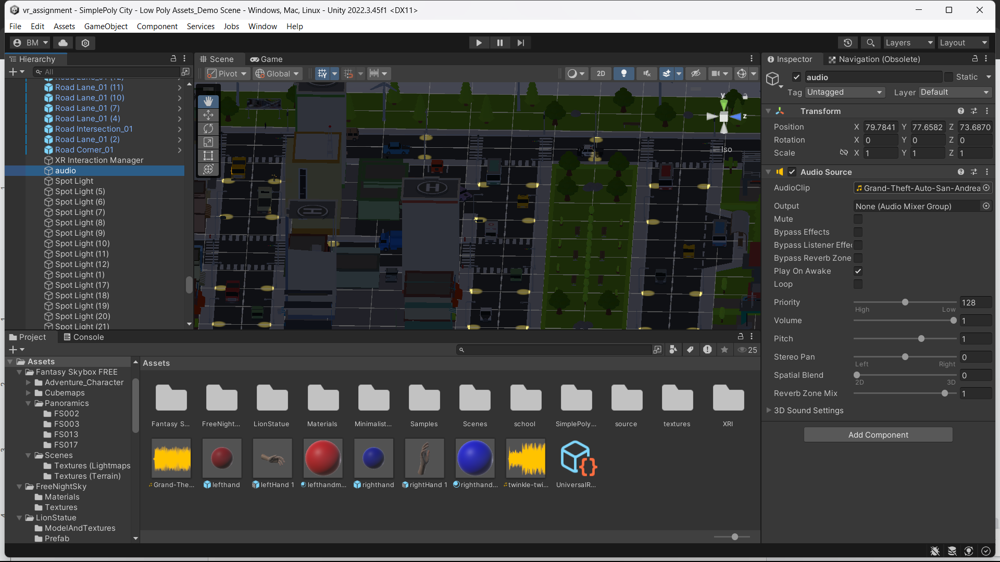 vr_assignment - SimplePoly City - Low Poly Assets_Demo Scene - Windows, Mac, Linux - Unity 2022.3.45f1 <DX11>
File Edit Assets GameObject Component Services Jobs Window Help
BM
Layers
Layout
Hierarchy
All
Road Lane_01 (12)
Road Lane_01 (11)
Road Lane_01 (10)
Road Lane_01 (7)
Road Lane_01 (4)
Road Intersection_01
Road Lane_01 (2)
Road Corner_01
XR Interaction Manager
audio
Spot Light
Spot Light (5)
Spot Light (6)
Spot Light (7)
Spot Light (8)
Spot Light (9)
Spot Light (10)
Spot Light (11)
Spot Light (12)
Spot Light (1)
Spot Light (17)
Spot Light (18)
Spot Light (19)
Spot Light (20)
Spot Light (21)
Scene
Game
Pivot
Global
2D
y
z
Iso
H
H
Inspector
Navigation (Obsolete)
audio
Static
Tag Untagged Layer Default
Transform
Position X 79.7841 Y 77.6582 Z 73.6870
Rotation X 0 Y 0 Z 0
Scale X 1 Y 1 Z 1
Audio Source
AudioClip Grand-Theft-Auto-San-Andrea
Output None (Audio Mixer Group)
Mute
Bypass Effects
Bypass Listener Effec
Bypass Reverb Zone
Play On Awake
Loop
Priority 128
High Low
Volume 1
Pitch 1
Stereo Pan 0
Left Right
Spatial Blend 0
2D 3D
Reverb Zone Mix 1
3D Sound Settings
Add Component
Project
Console
25
Assets
Fantasy Skybox FREE
Adventure_Character
Cubemaps
Panoramics
FS002
FS003
FS013
FS017
Scenes
Textures (Lightmaps
Textures (Terrain)
FreeNightSky
Materials
Textures
LionStatue
ModelAndTextures
Prefab
Assets
Fantasy S...
FreeNight...
LionStatue
Materials
Minimalist...
Samples
Scenes
school
SimplePoly...
source
textures
XRI
Grand-The...
lefthand
leftHand 1
lefthandm...
righthand
rightHand 1
righthand...
twinkle-twi...
UniversalR...